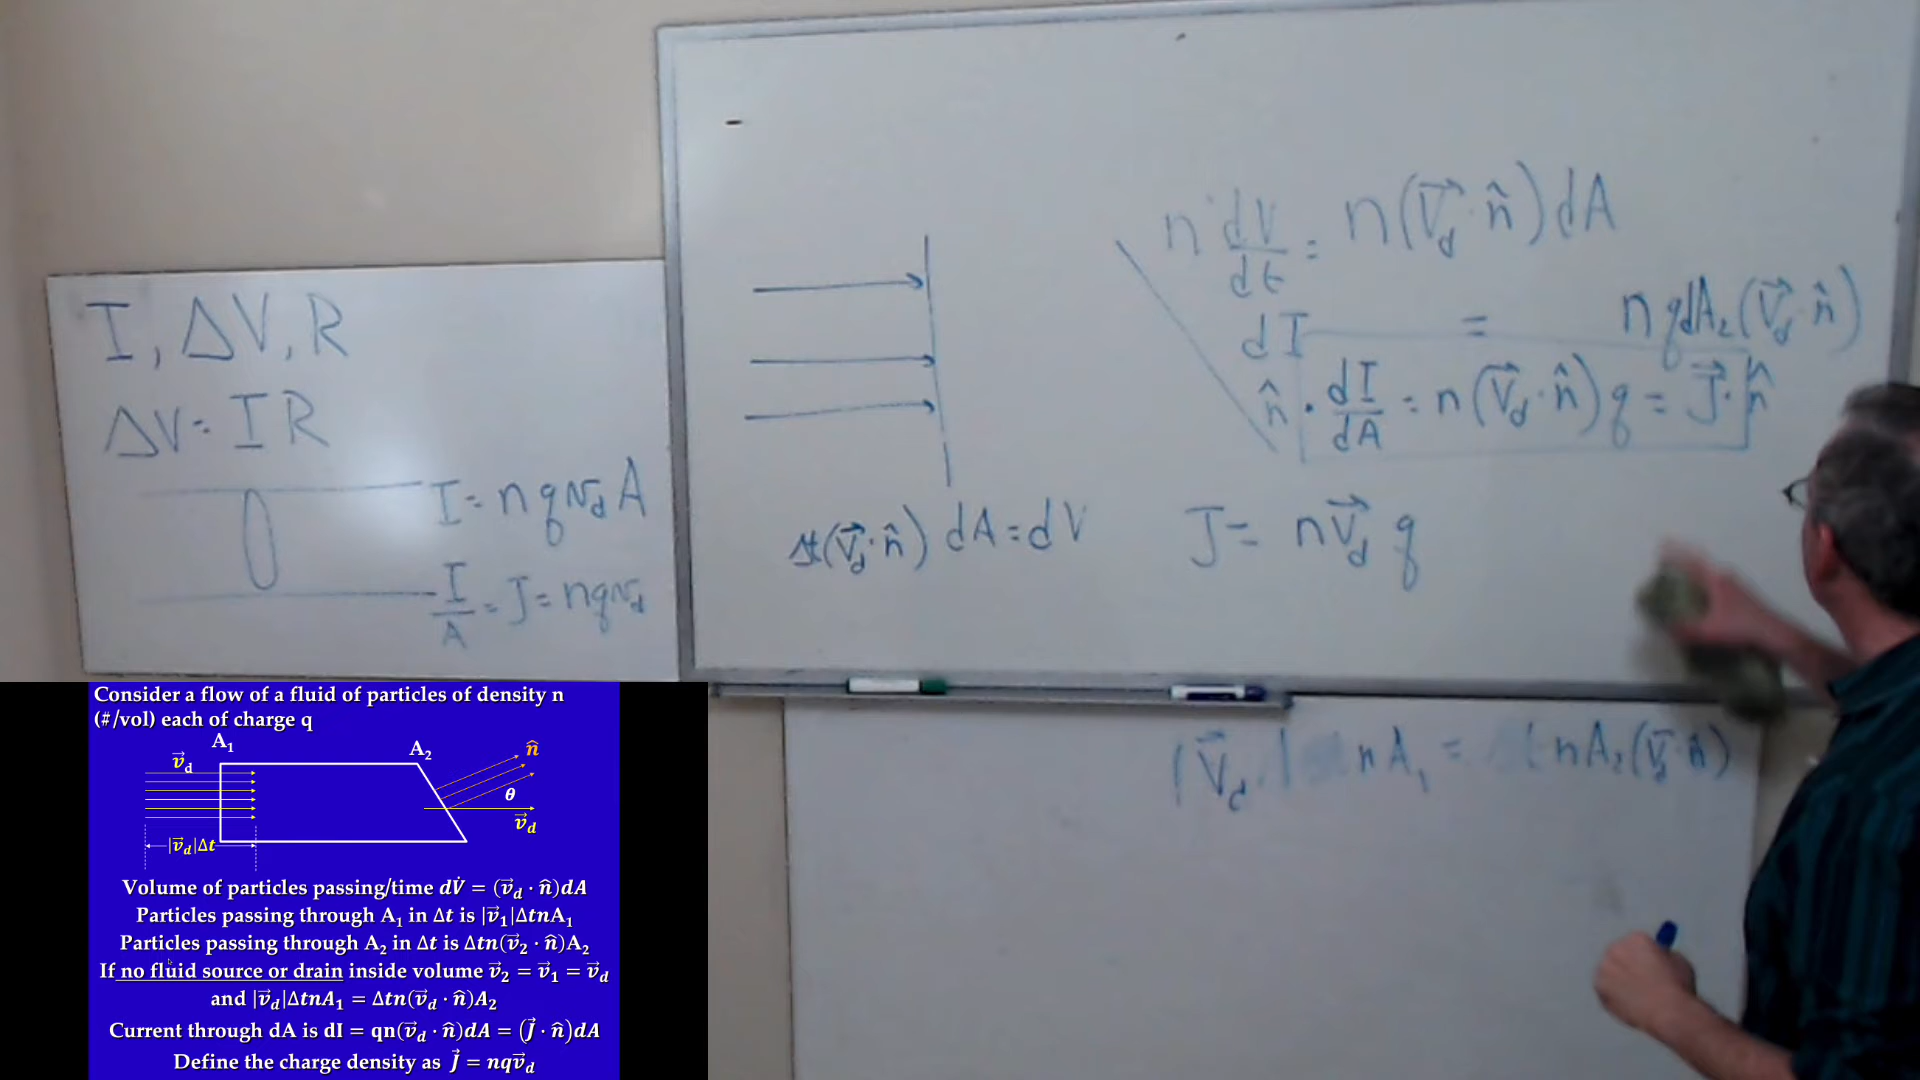 I, ΔV, R
ΔV = IR
I = nqv_d A
I/A = J = nqv_d
Δt(v⃗_d · n̂) dA = dV
n dV/dt = n(v⃗_d · n̂)dA
dI = nqdA₂(v⃗_d · n̂)
n̂ · dI/dA = n(v⃗_d · n̂)q = J⃗ · n̂
J = nv⃗_d q
|v⃗_d| nA₁ = nA₂(v⃗_d · n̂)
Consider a flow of a fluid of particles of density n
(#/vol) each of charge q
A₁
A₂
n̂
v⃗_d
θ
v⃗_d
|v⃗_d|Δt
Volume of particles passing/time dV̇ = (v⃗_d · n̂)dA
Particles passing through A₁ in Δt is |v⃗₁|ΔtnA₁
Particles passing through A₂ in Δt is Δtn(v⃗₂ · n̂)A₂
If no fluid source or drain inside volume v⃗₂ = v⃗₁ = v⃗_d
and |v⃗_d|ΔtnA₁ = Δtn(v⃗_d · n̂)A₂
Current through dA is dI = qn(v⃗_d · n̂)dA = (J⃗ · n̂)dA
Define the charge density as J⃗ = nqv⃗_d